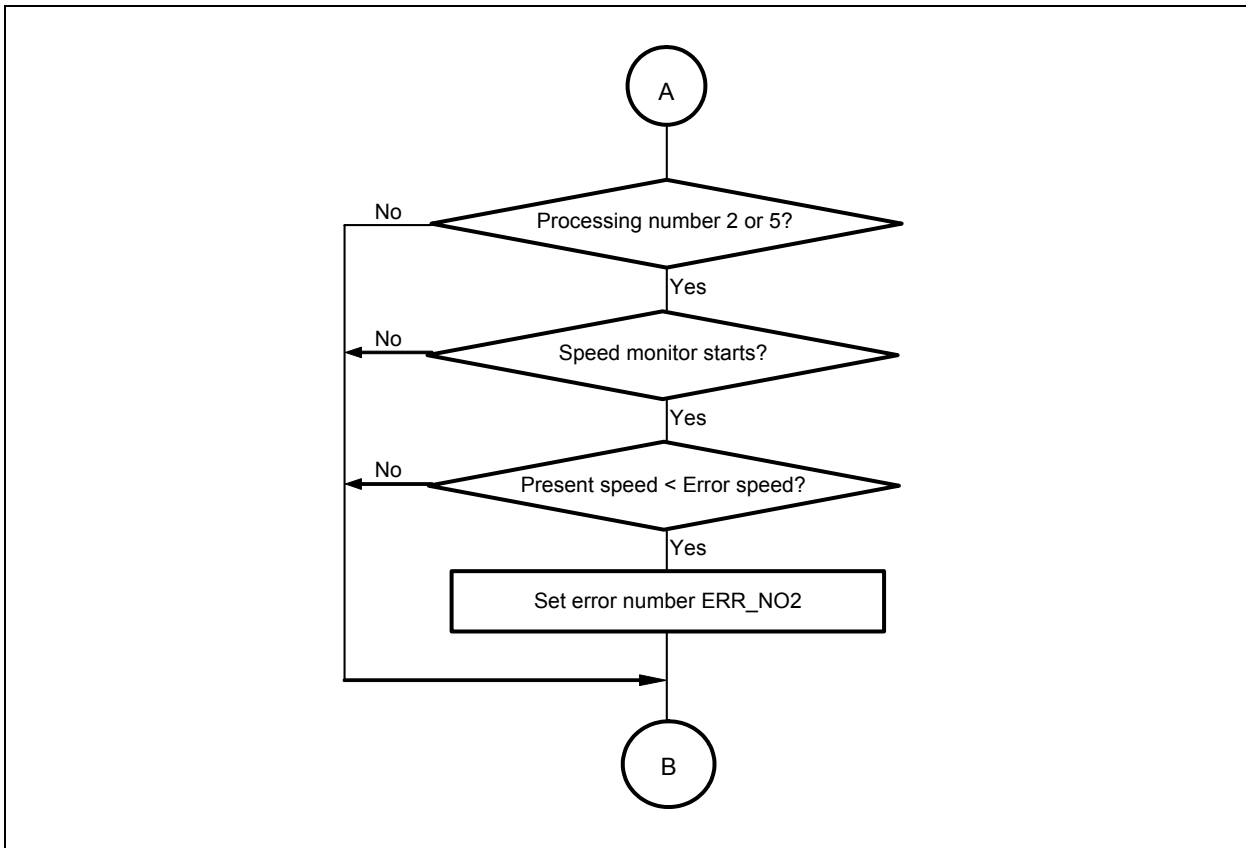 A
Processing number 2 or 5?
No
Yes
Speed monitor starts?
No
Yes
Present speed < Error speed?
No
Yes
Set error number ERR_NO2
B